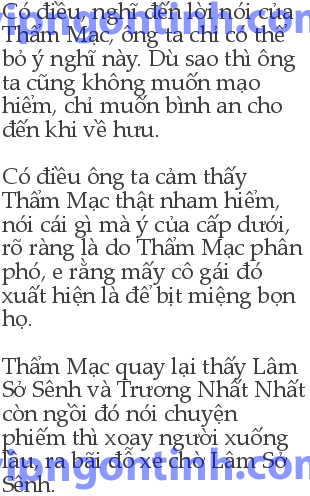 Có điều, nghĩ đến lời nói của
Thẩm Mạc, ông ta chỉ có thể
bỏ ý nghĩ này. Dù sao thì ông
ta cũng không muốn mạo
hiểm, chỉ muốn bình an cho
đến khi về hưu.
Có điều ông ta cảm thấy
Thẩm Mạc thật nham hiểm,
nói cái gì mà ý của cấp dưới,
rõ ràng là do Thẩm Mạc phân
phó, e rằng mấy cô gái đó
xuất hiện là để bịt miệng bọn
họ.
Thẩm Mạc quay lại thấy Lâm
Sở Sênh và Trương Nhất Nhất
còn ngồi đó nói chuyện
phiếm thì xoay người xuống
lầu, ra bãi đỗ xe chờ Lâm Sở
Sênh.